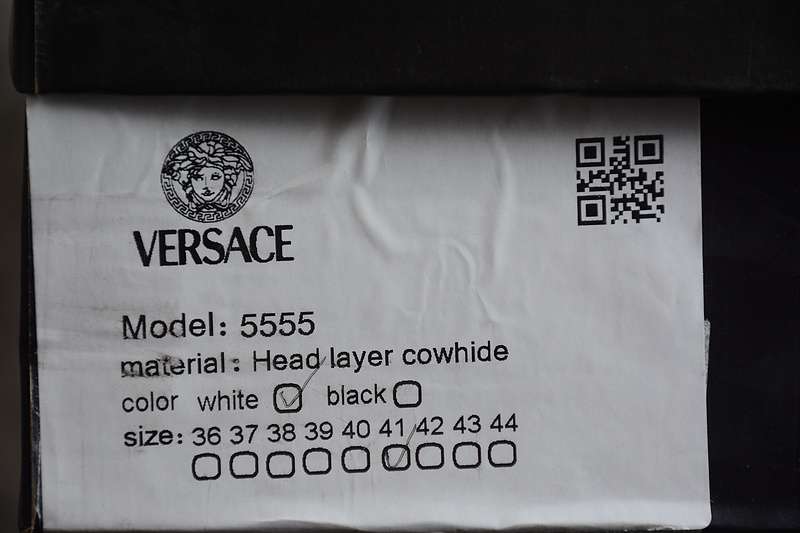 VERSACE
Model: 5555
material: Head layer cowhide
color white black
size: 36 37 38 39 40 41 42 43 44